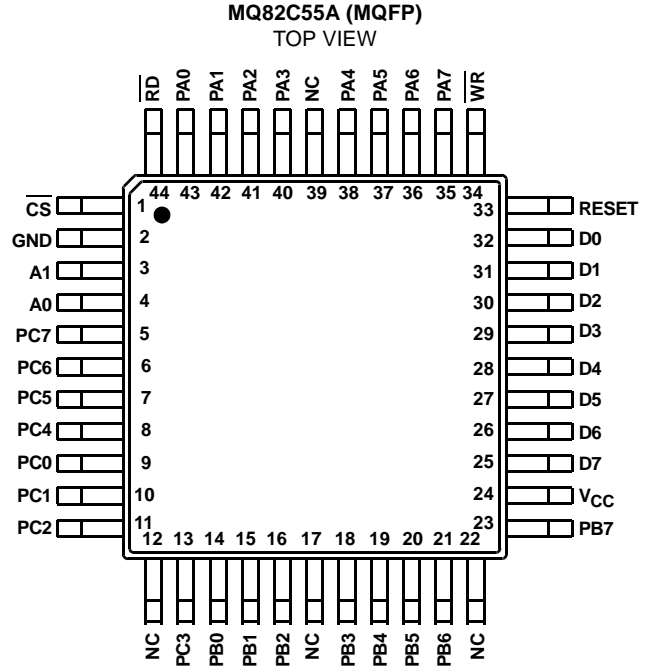 MQ82C55A (MQFP)
TOP VIEW
RD PA0 PA1 PA2 PA3 NC PA4 PA5 PA6 PA7 WR
44 43 42 41 40 39 38 37 36 35 34
CS 1 33 RESET
GND 2 32 D0
A1 3 31 D1
A0 4 30 D2
PC7 5 29 D3
PC6 6 28 D4
PC5 7 27 D5
PC4 8 26 D6
PC0 9 25 D7
PC1 10 24 VCC
PC2 11 23 PB7
12 13 14 15 16 17 18 19 20 21 22
NC PC3 PB0 PB1 PB2 NC PB3 PB4 PB5 PB6 NC